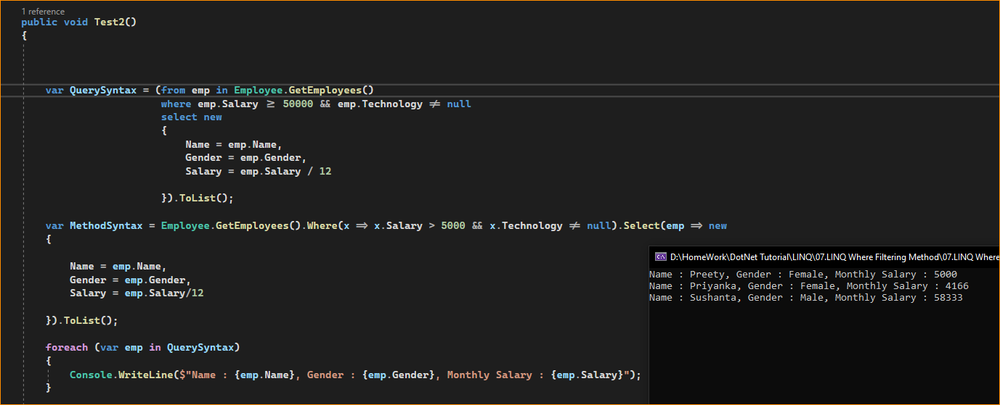 1 reference
public void Test2()
{
var QuerySyntax = (from emp in Employee.GetEmployees()
where emp.Salary ≥ 50000 && emp.Technology ≠ null
select new
{
Name = emp.Name,
Gender = emp.Gender,
Salary = emp.Salary / 12
}).ToList();
var MethodSyntax = Employee.GetEmployees().Where(x ⇒ x.Salary > 5000 && x.Technology ≠ null).Select(emp ⇒ new
{
Name = emp.Name,
Gender = emp.Gender,
Salary = emp.Salary/12
}).ToList();
foreach (var emp in QuerySyntax)
{
Console.WriteLine($"Name : {emp.Name}, Gender : {emp.Gender}, Monthly Salary : {emp.Salary}");
}
D:\HomeWork\DotNet Tutorial\LINQ\07.LINQ Where Filtering Method\07.LINQ Where
Name : Preety, Gender : Female, Monthly Salary : 5000
Name : Priyanka, Gender : Female, Monthly Salary : 4166
Name : Sushanta, Gender : Male, Monthly Salary : 58333